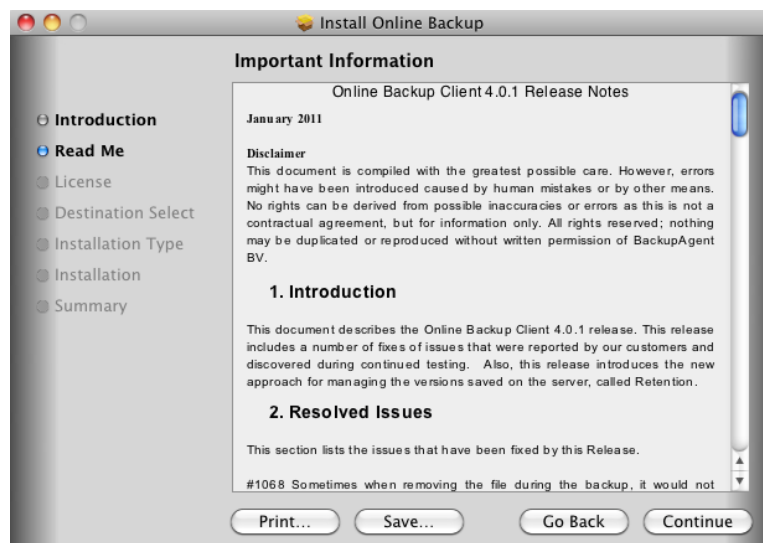 Install Online Backup
Important Information
Introduction
Read Me
License
Destination Select
Installation Type
Installation
Summary
Online Backup Client 4.0.1 Release Notes
January 2011
Disclaimer
This document is compiled with the greatest possible care. However, errors
might have been introduced caused by human mistakes or by other means.
No rights can be derived from possible inaccuracies or errors as this is not a
contractual agreement, but for information only. All rights reserved; nothing
may be duplicated or reproduced without written permission of BackupAgent
BV.
1. Introduction
This document describes the Online Backup Client 4.0.1 release. This release
includes a number of fixes of issues that were reported by our customers and
discovered during continued testing. Also, this release introduces the new
approach for managing the versions saved on the server, called Retention.
2. Resolved Issues
This section lists the issues that have been fixed by this Release.
#1068 Sometimes when removing the file during the backup, it would not
Print... Save... Go Back Continue